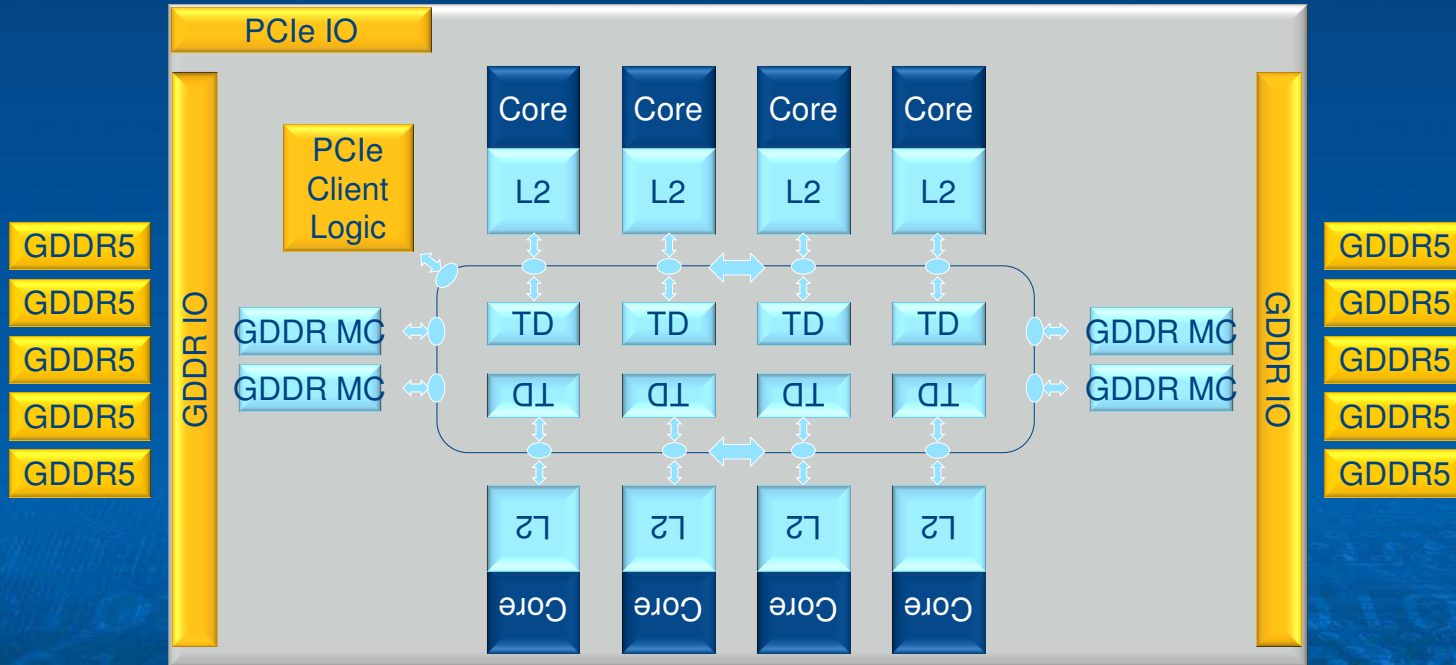 PCIe IO
Core Core Core Core
PCIe
Client
Logic
L2 L2 L2 L2
GDDR5 GDDR5
GDDR5 GDDR5
GDDR5 GDDR5
GDDR5 GDDR5
GDDR5 GDDR5
GDDR IO
GDDR MC TD TD TD TD GDDR MC
GDDR MC TD TD TD TD GDDR MC
GDDR IO
L2 L2 L2 L2
Core Core Core Core